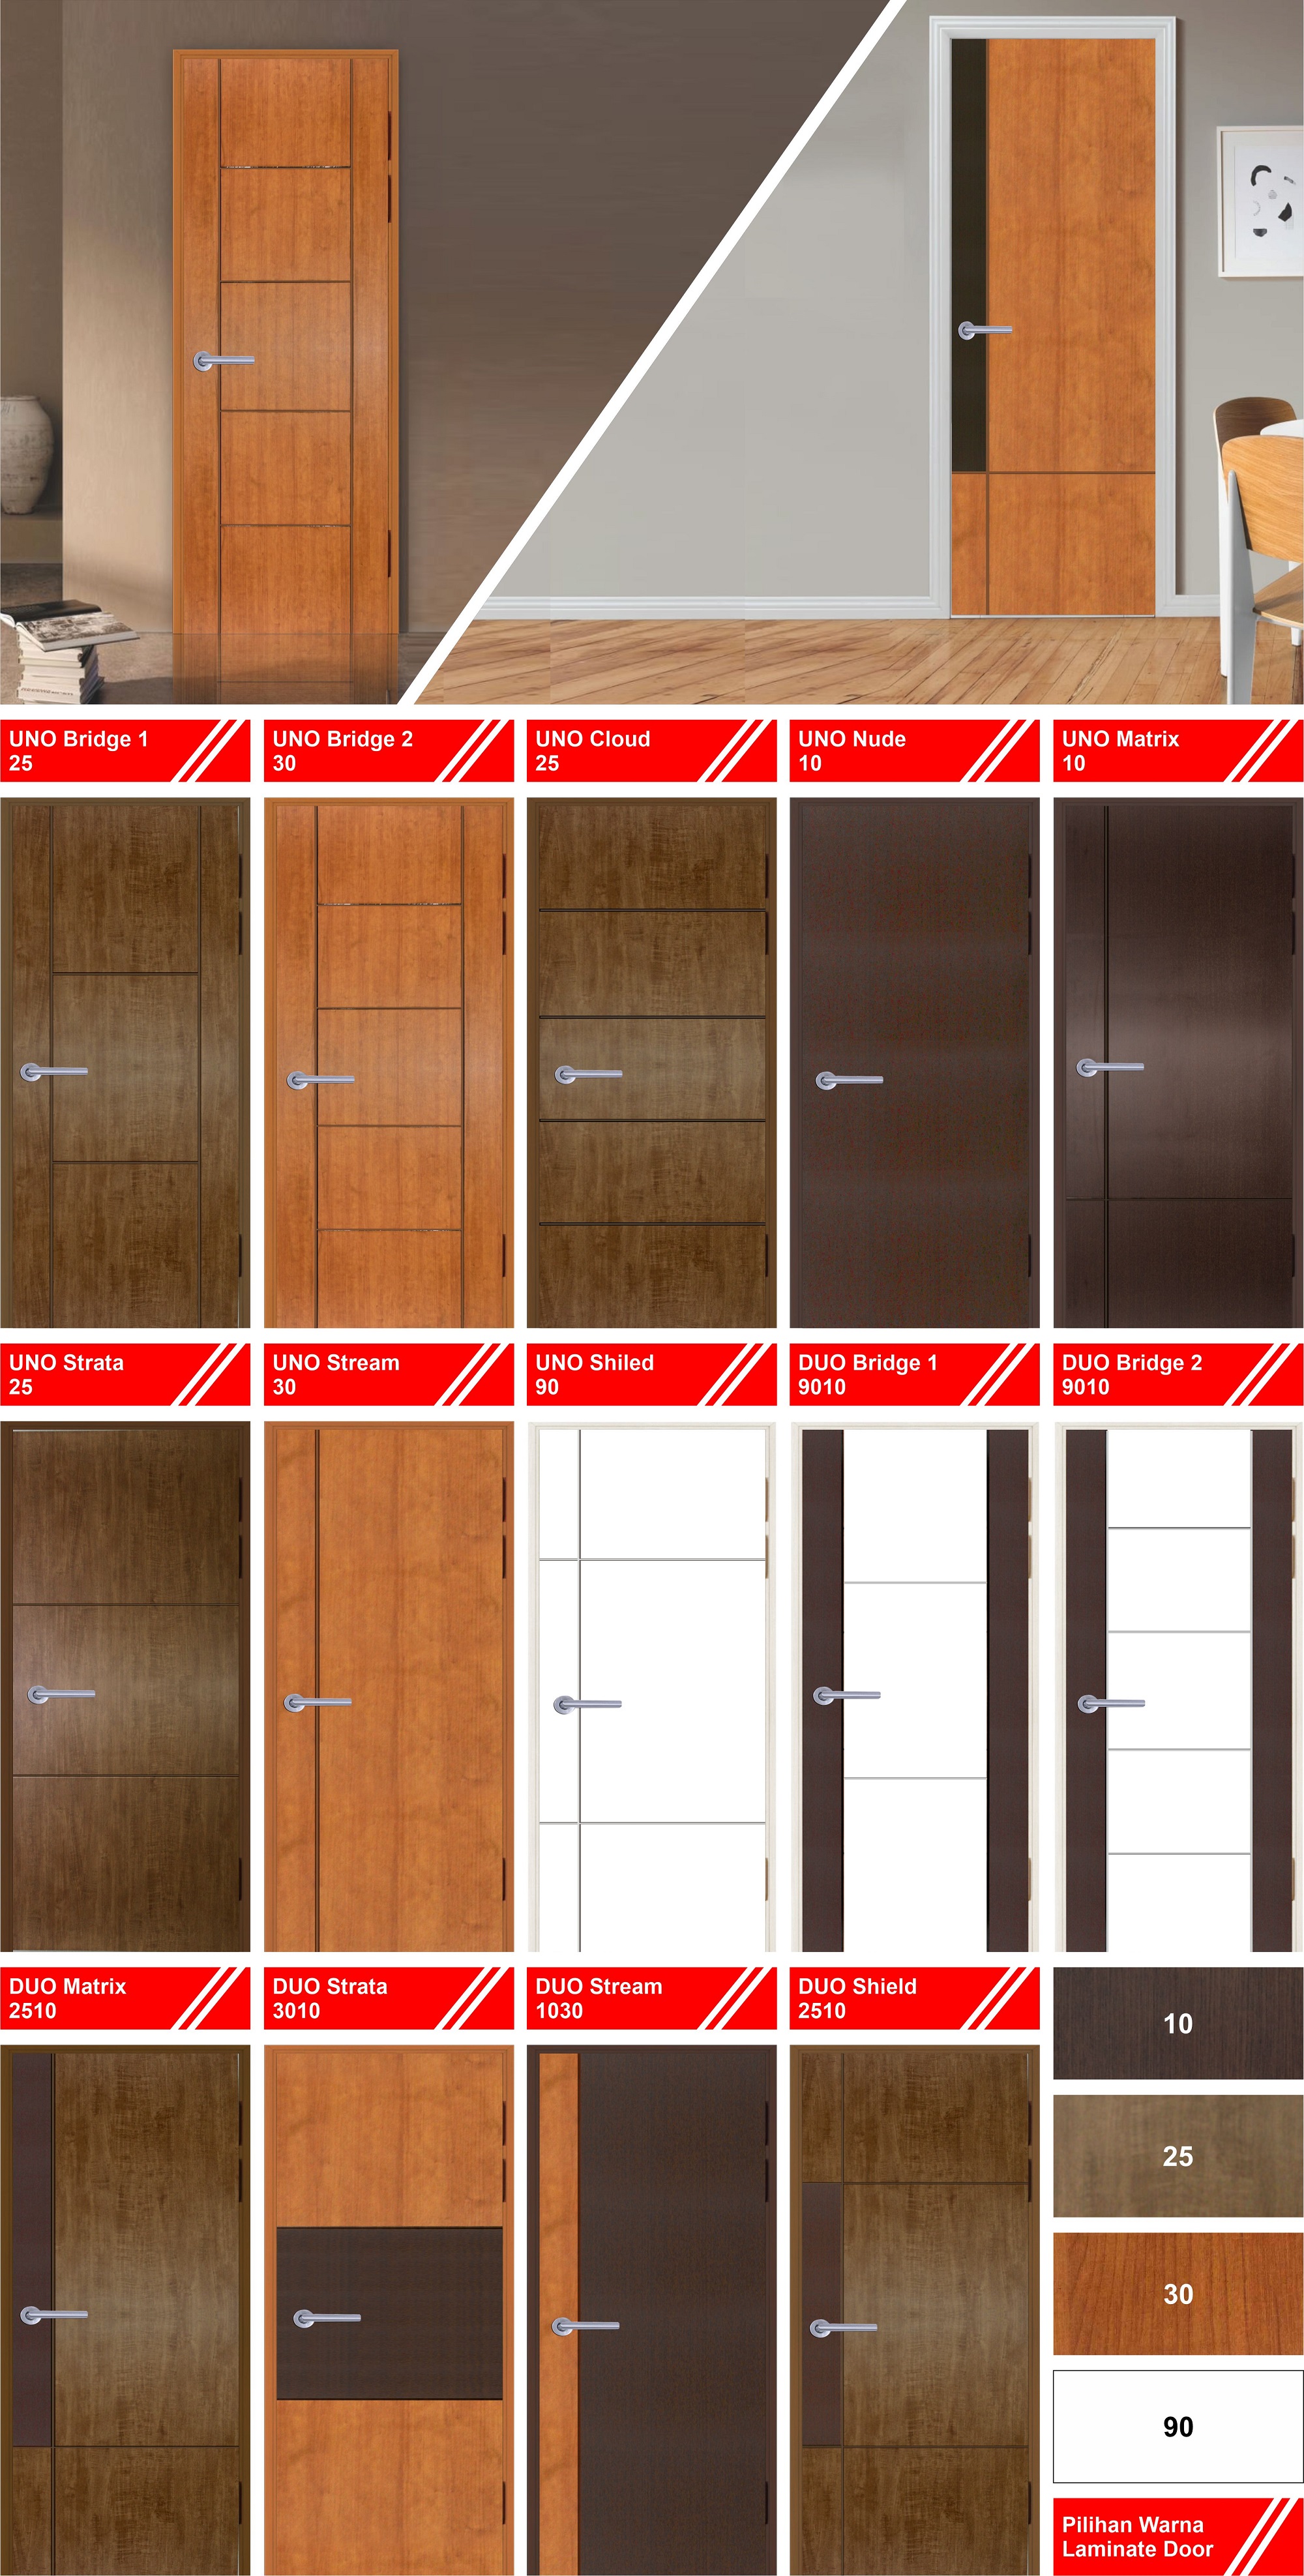 UNO Bridge 1
25
UNO Bridge 2
30
UNO Cloud
25
UNO Nude
10
UNO Matrix
10
UNO Strata
25
UNO Stream
30
UNO Shiled
90
DUO Bridge 1
9010
DUO Bridge 2
9010
DUO Matrix
2510
DUO Strata
3010
DUO Stream
1030
DUO Shield
2510
10
25
30
90
Pilihan Warna
Laminate Door